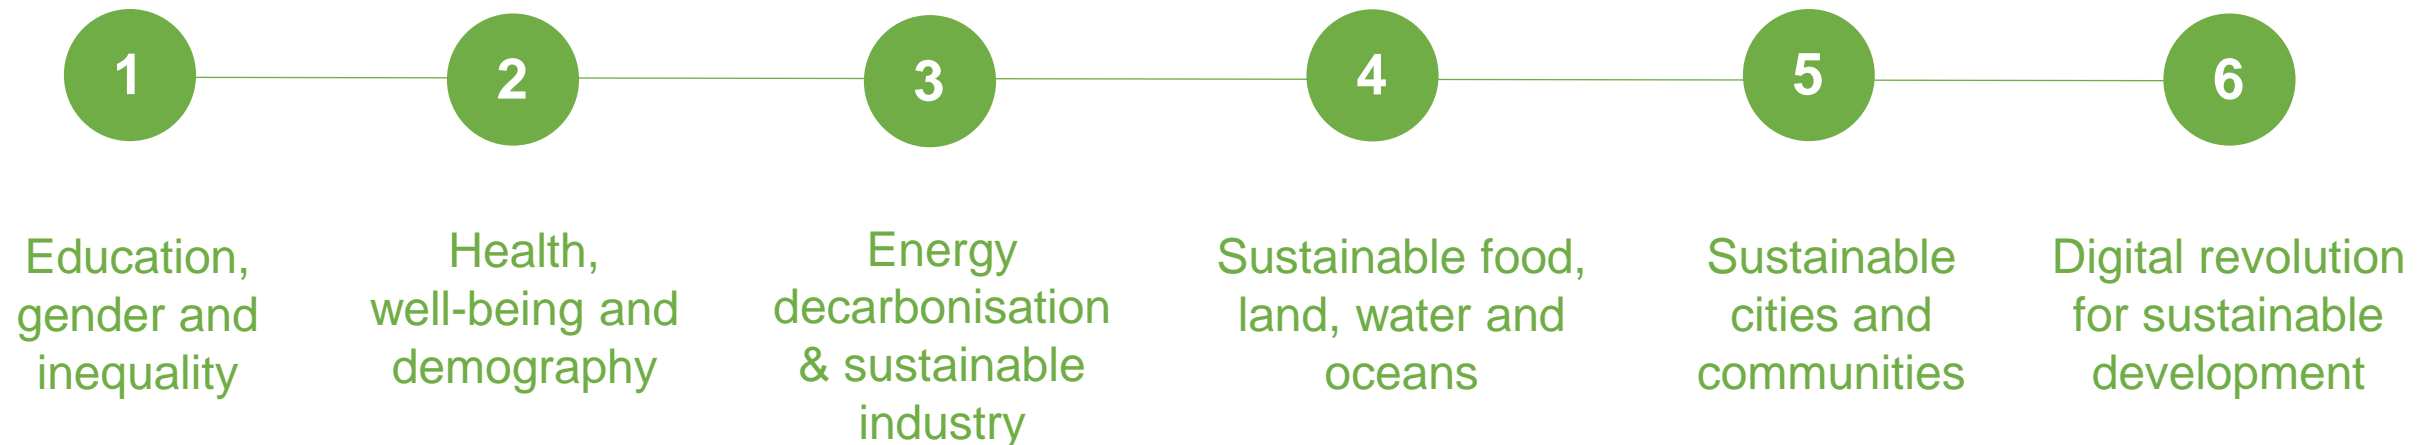 1
2
3
4
5
6
Education,
gender and
inequality
Health,
well-being and
demography
Energy
decarbonisation
& sustainable
industry
Sustainable food,
land, water and
oceans
Sustainable
cities and
communities
Digital revolution
for sustainable
development